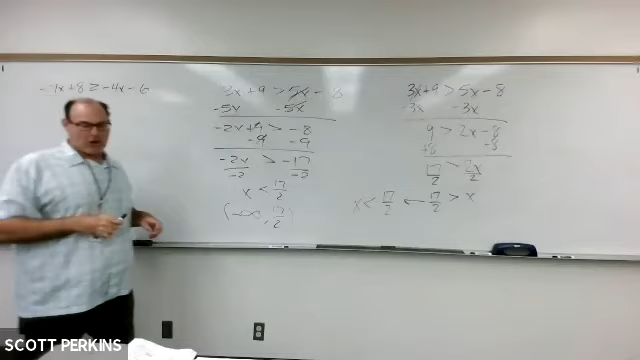 -7x+8≥-4x-6
3x+9>5x-8
-5x -5x
-2x+9>-8
-9 -9
-2x/-2 > -17/-2
x<17/2
(-∞, 17/2)
3x+9>5x-8
-3x -3x
9>2x-8
+8
17/2 > 2x/2
x<17/2 ← 17/2 > x
SCOTT PERKINS